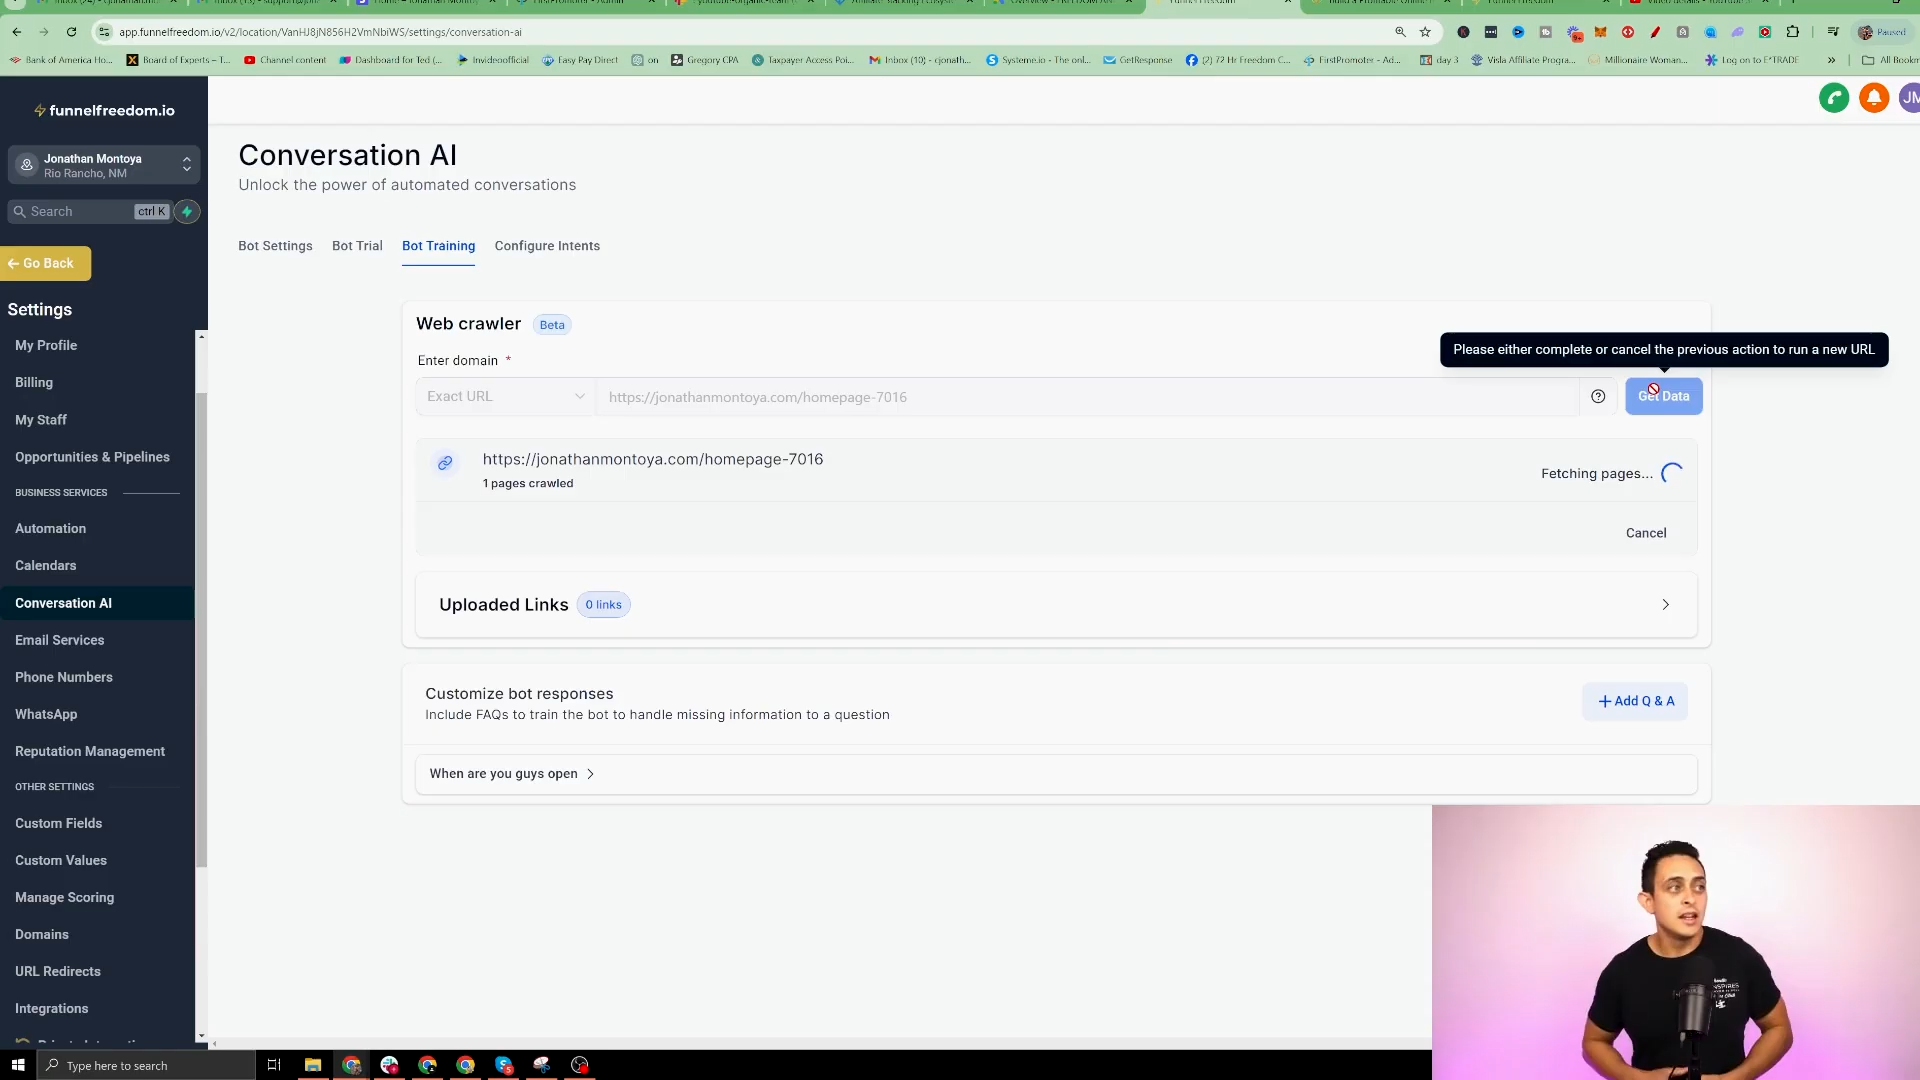 app.funnelfreedom.io/v2/location/VanHJ8jN856H2VmNbiWS/settings/conversation-ai
Paused
Bank of America Ho...
Board of Experts – T...
Channel content
Dashboard for Ted (...
Invideoofficial
Easy Pay Direct
on
Gregory CPA
Taxpayer Access Poi...
Inbox (10) - cjonath...
Systeme.io - The onl...
GetResponse
(2) 72 Hr Freedom C...
FirstPromoter - Ad...
day 3
Visla Affiliate Progra...
Millionaire Woman...
Log on to E*TRADE
»
All Bookm
funnelfreedom.io
Jonathan Montoya
Rio Rancho, NM
Search
ctrl K
Go Back
Settings
My Profile
Billing
My Staff
Opportunities & Pipelines
BUSINESS SERVICES
Automation
Calendars
Conversation AI
Email Services
Phone Numbers
WhatsApp
Reputation Management
OTHER SETTINGS
Custom Fields
Custom Values
Manage Scoring
Domains
URL Redirects
Integrations
JM
Conversation AI
Unlock the power of automated conversations
Bot Settings
Bot Trial
Bot Training
Configure Intents
Web crawler
Beta
Please either complete or cancel the previous action to run a new URL
Enter domain *
Exact URL
https://jonathanmontoya.com/homepage-7016
Get Data
https://jonathanmontoya.com/homepage-7016
1 pages crawled
Fetching pages...
Cancel
Uploaded Links
0 links
Customize bot responses
Include FAQs to train the bot to handle missing information to a question
+ Add Q & A
When are you guys open
Type here to search